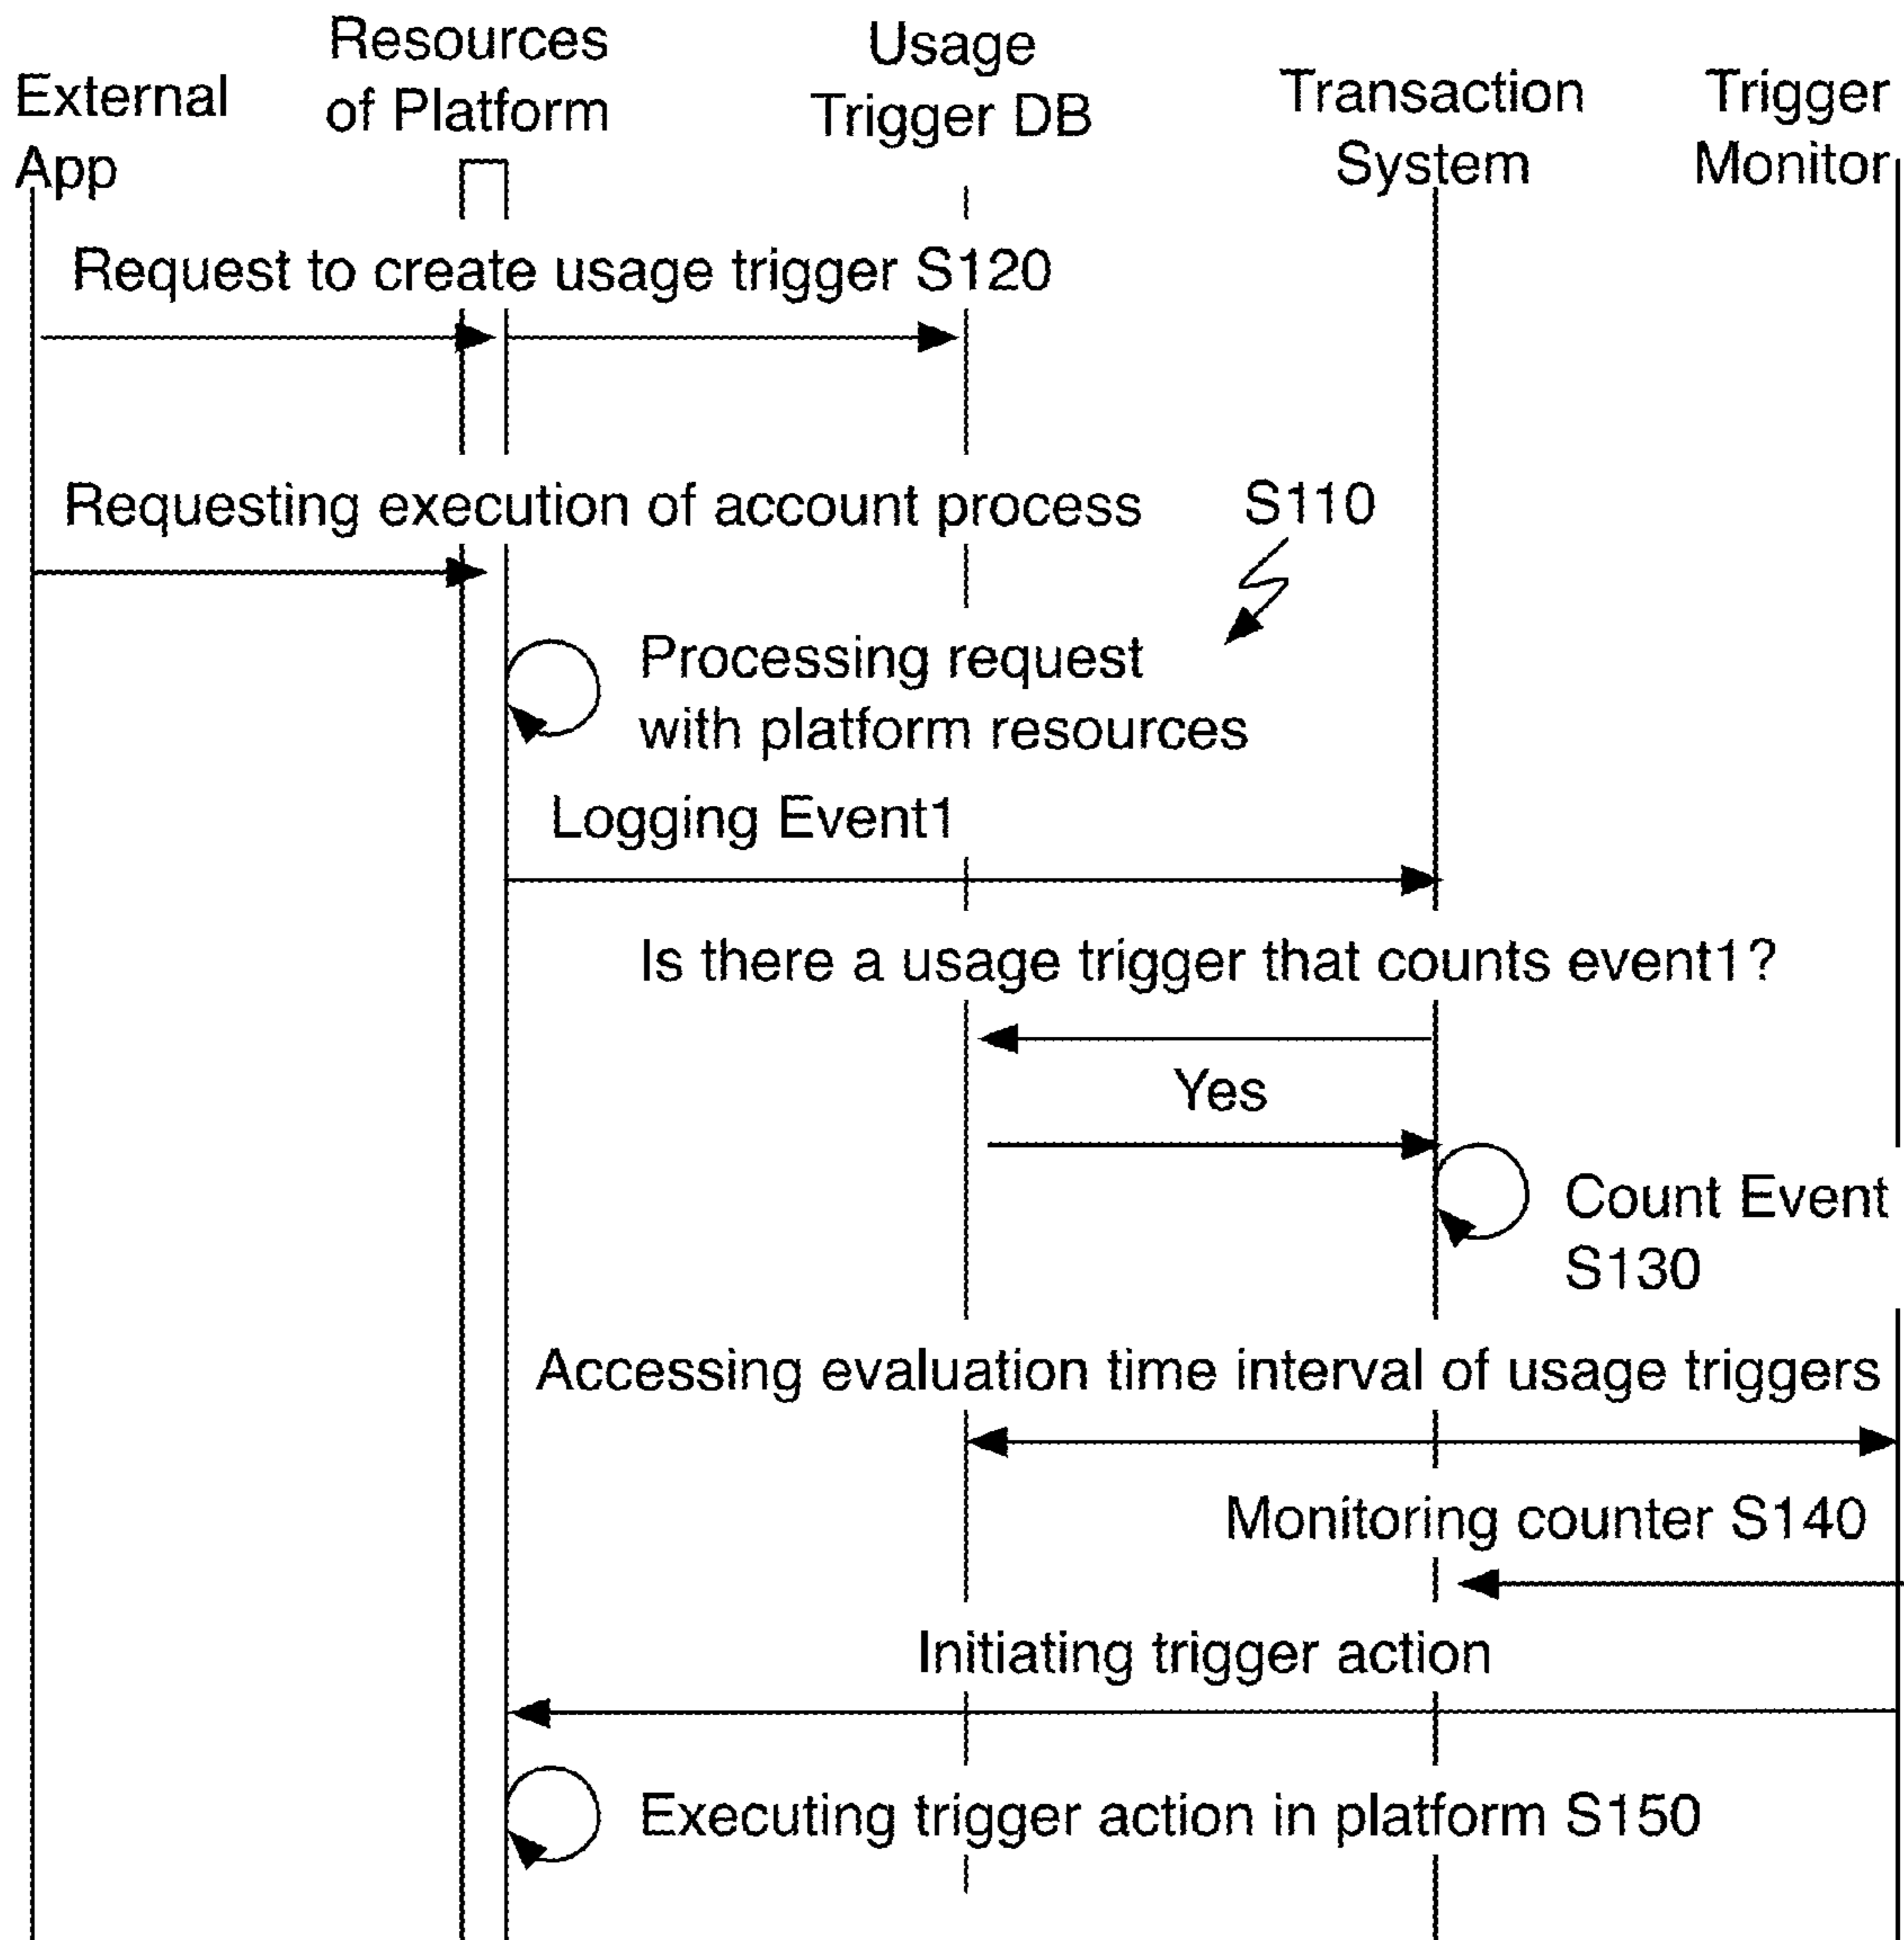 External
App
Resources
of Platform
Usage
Trigger DB
Transaction
System
Trigger
Monitor
Request to create usage trigger S120
Requesting execution of account process
S110
Processing request
with platform resources
Logging Event1
Is there a usage trigger that counts event1?
Yes
Count Event
S130
Accessing evaluation time interval of usage triggers
Monitoring counter S140
Initiating trigger action
Executing trigger action in platform S150